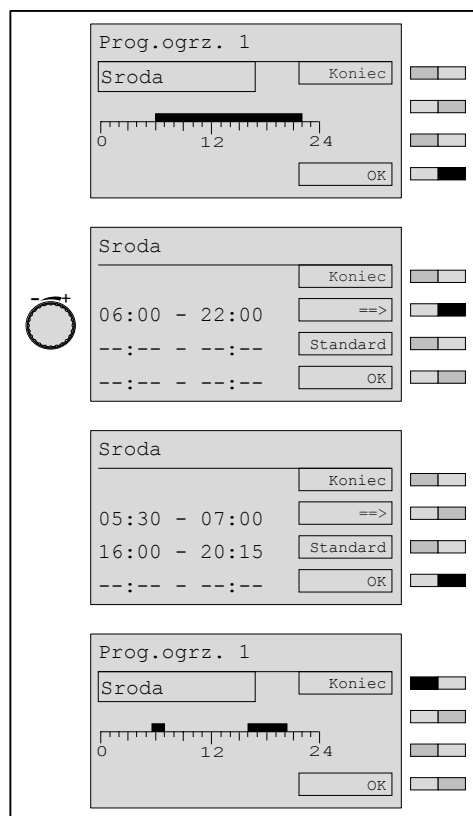 Prog.ogrz. 1
Sroda Koniec
0 12 24
OK
Sroda
Koniec
- +
06:00 - 22:00 ==>
--:-- - --:-- Standard
--:-- - --:-- OK
Sroda
Koniec
05:30 - 07:00 ==>
16:00 - 20:15 Standard
--:-- - --:-- OK
Prog.ogrz. 1
Sroda Koniec
0 12 24
OK